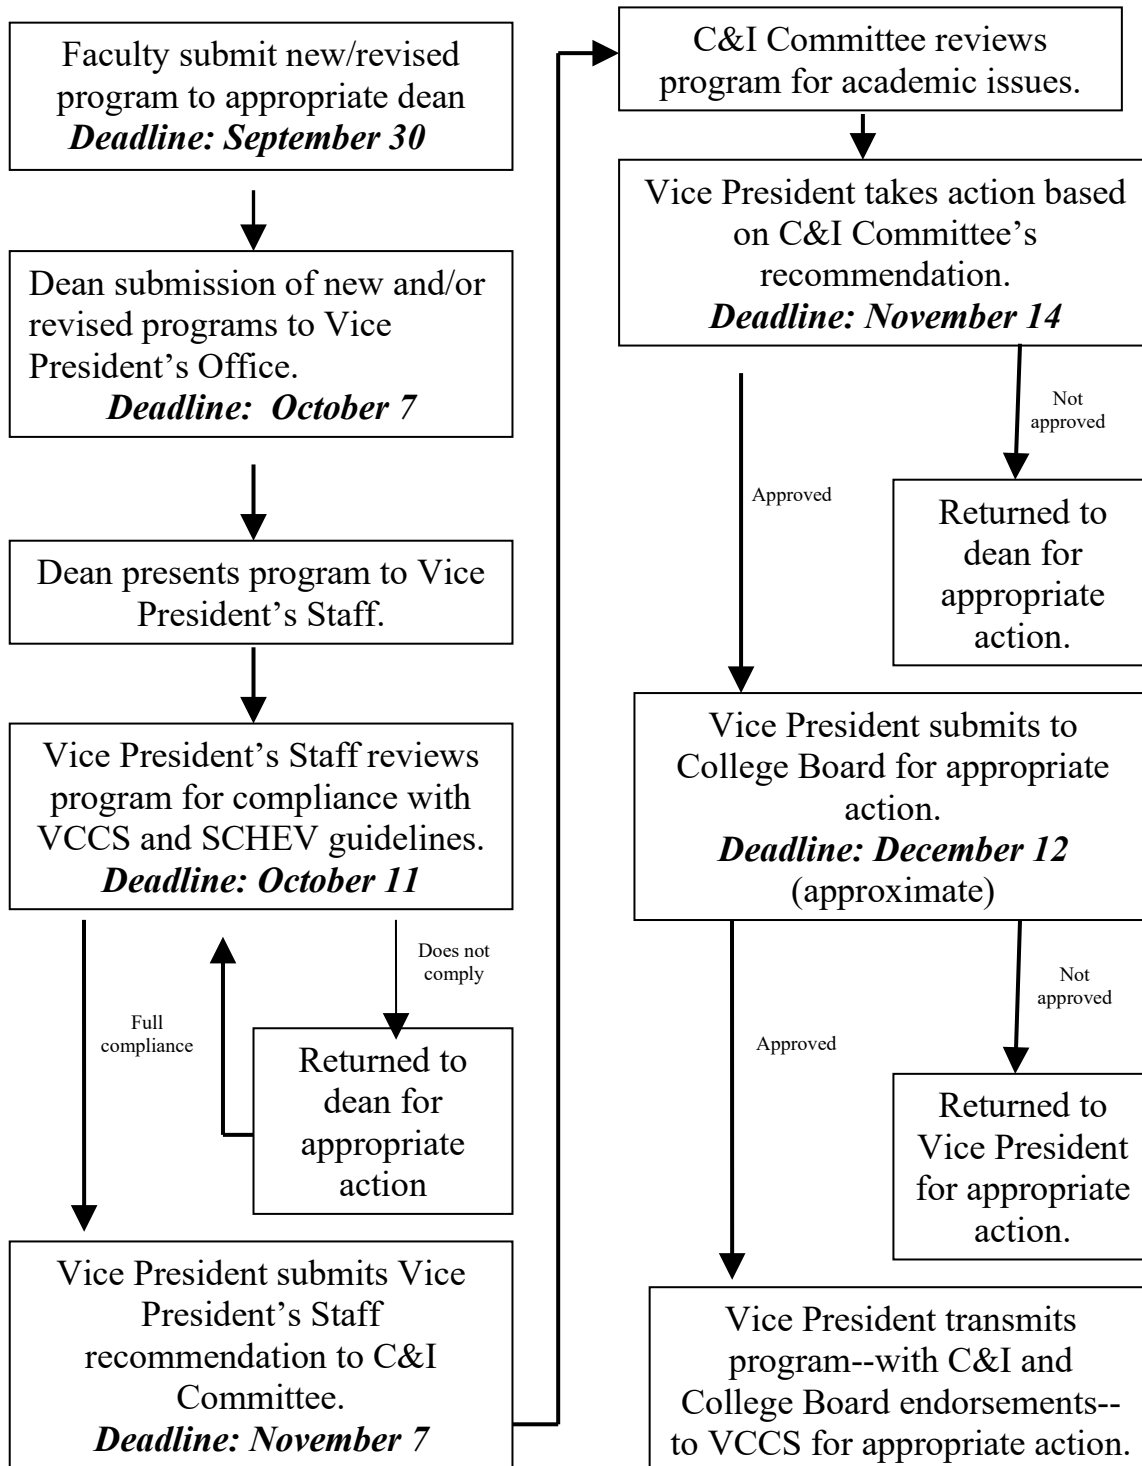 Faculty submit new/revised
program to appropriate dean
Deadline: September 30
Dean submission of new and/or
revised programs to Vice
President’s Office.
Deadline:  October 7
Dean presents program to Vice
President’s Staff.
Vice President’s Staff reviews
program for compliance with
VCCS and SCHEV guidelines.
Deadline: October 11
Does not
comply
Full
compliance
Returned to
dean for
appropriate
action
Vice President submits Vice
President’s Staff
recommendation to C&I
Committee.
Deadline: November 7
C&I Committee reviews
program for academic issues.
Vice President takes action based
on C&I Committee’s
recommendation.
Deadline: November 14
Not
approved
Approved
Returned to
dean for
appropriate
action.
Vice President submits to
College Board for appropriate
action.
Deadline: December 12
(approximate)
Not
approved
Approved
Returned to
Vice President
for appropriate
action.
Vice President transmits
program--with C&I and
College Board endorsements--
to VCCS for appropriate action.